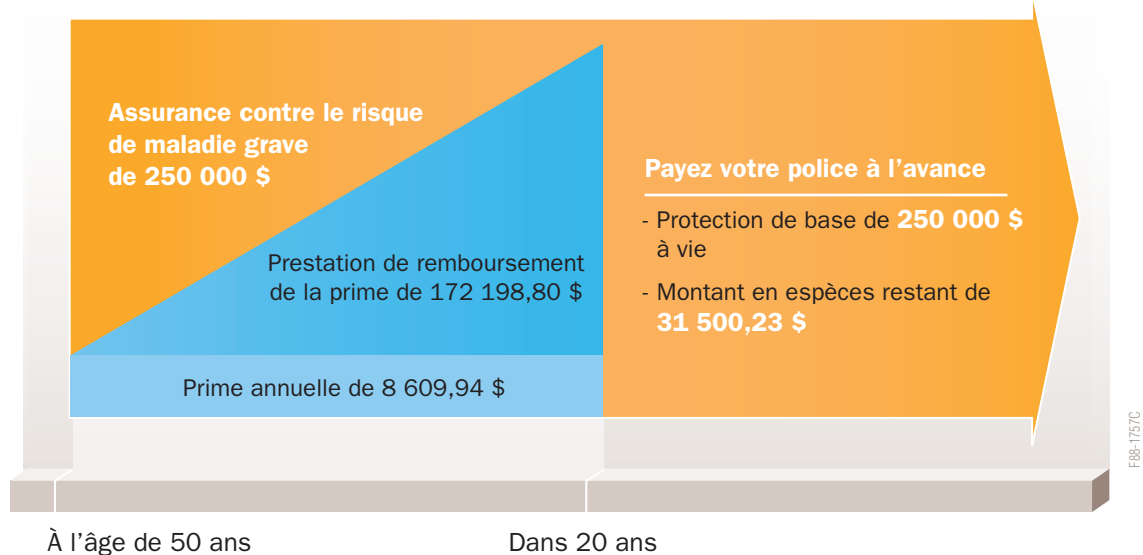 Assurance contre le risque
de maladie grave
de 250 000 $
Prestation de remboursement
de la prime de 172 198,80 $
Prime annuelle de 8 609,94 $
Payez votre police à l’avance
- Protection de base de 250 000 $
à vie
- Montant en espèces restant de
31 500,23 $
À l’âge de 50 ans
Dans 20 ans
F88-1757C